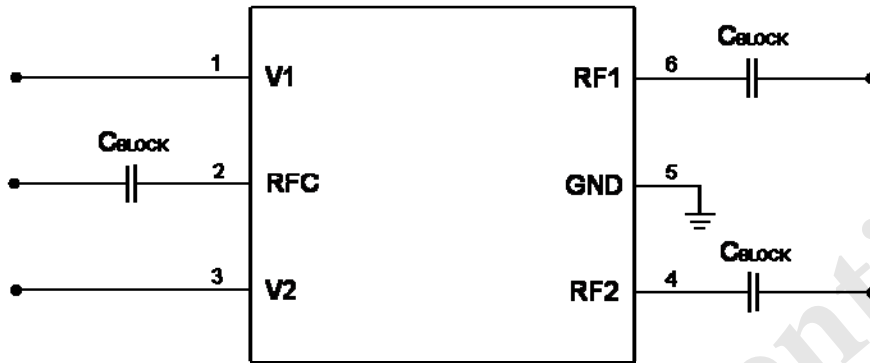 CBLOCK
1 V1 RF1 6
CBLOCK
2 RFC GND 5
CBLOCK
3 V2 RF2 4